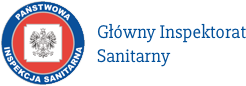 PAŃSTWOWA
INSPEKCJA SANITARNA
Główny Inspektorat
Sanitarny